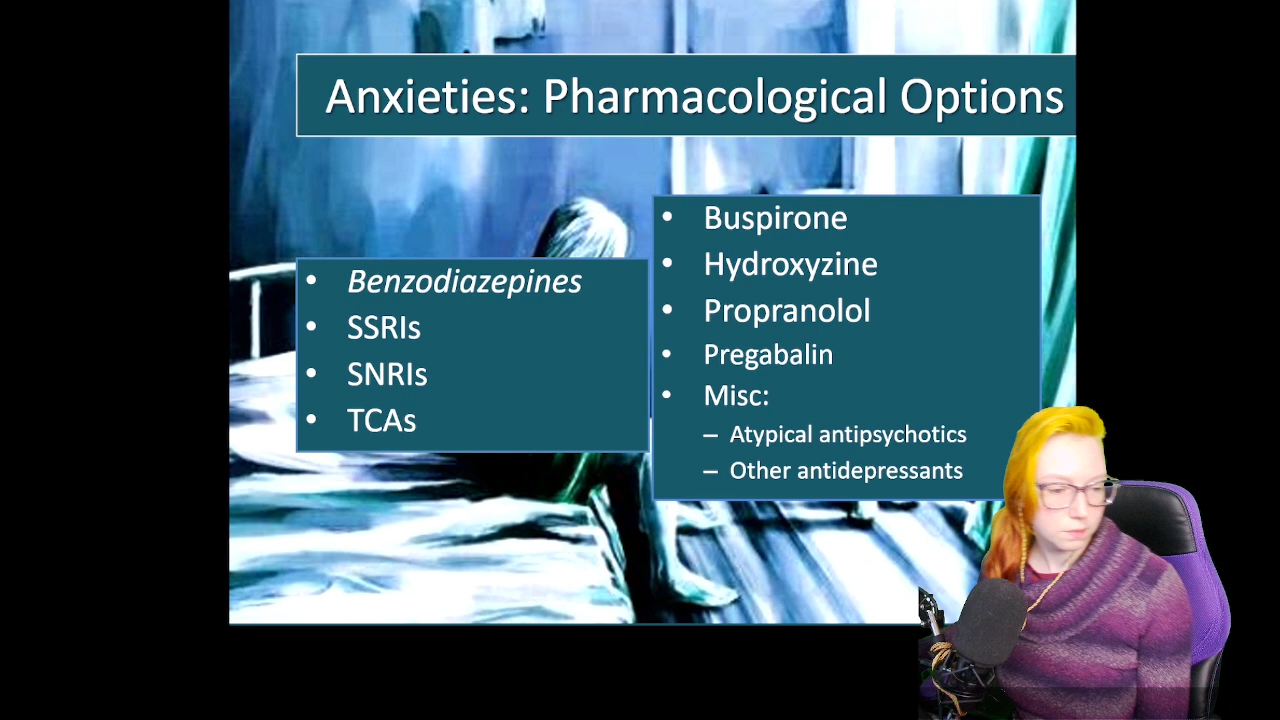 Anxieties: Pharmacological Options
• Benzodiazepines
• SSRIs
• SNRIs
• TCAs
• Buspirone
• Hydroxyzine
• Propranolol
• Pregabalin
• Misc:
– Atypical antipsychotics
– Other antidepressants